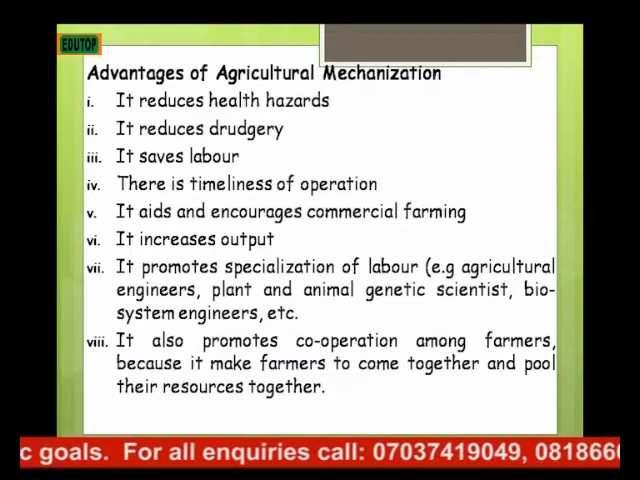 EDUTOP
Advantages of Agricultural Mechanization
i. It reduces health hazards
ii. It reduces drudgery
iii. It saves labour
iv. There is timeliness of operation
v. It aids and encourages commercial farming
vi. It increases output
vii. It promotes specialization of labour (e.g agricultural
engineers, plant and animal genetic scientist, bio-
system engineers, etc.
viii. It also promotes co-operation among farmers,
because it make farmers to come together and pool
their resources together.
c goals. For all enquiries call: 07037419049, 081866